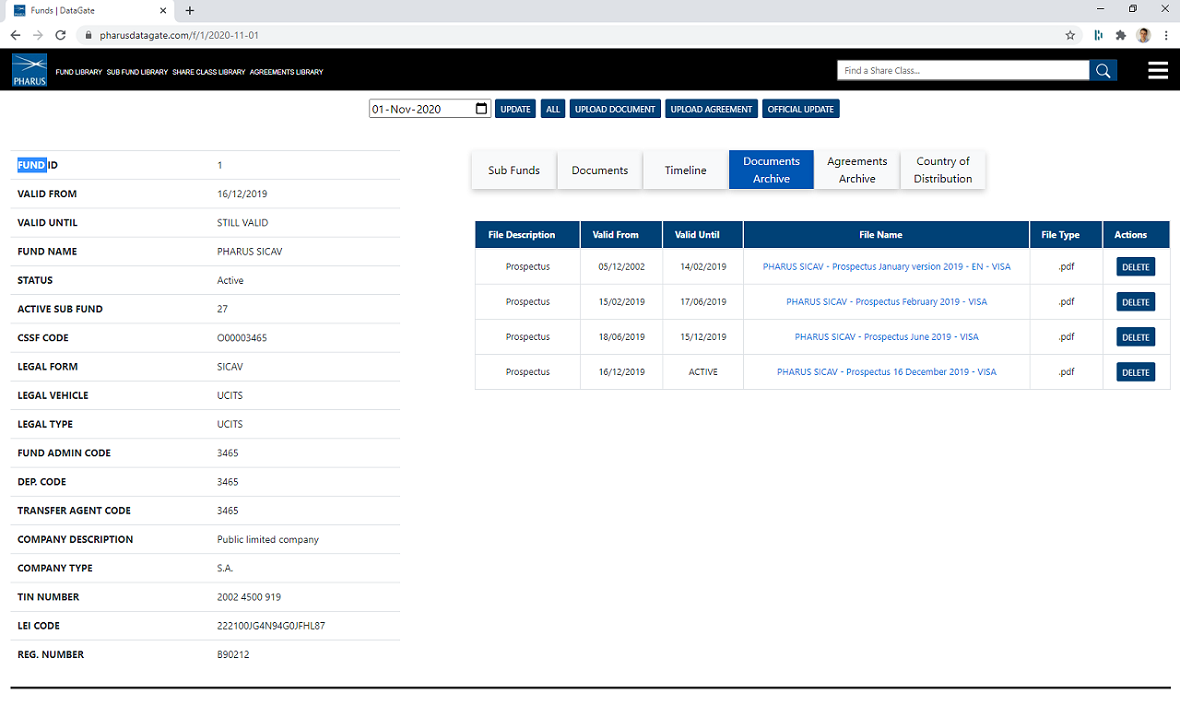 Funds | DataGate
pharusdatagate.com/f/1/2020-11-01
PHARUS
FUND LIBRARY SUB FUND LIBRARY SHARE CLASS LIBRARY AGREEMENTS LIBRARY
Find a Share Class...
01-Nov-2020 UPDATE ALL UPLOAD DOCUMENT UPLOAD AGREEMENT OFFICIAL UPDATE
FUND ID 1
VALID FROM 16/12/2019
VALID UNTIL STILL VALID
FUND NAME PHARUS SICAV
STATUS Active
ACTIVE SUB FUND 27
CSSF CODE O00003465
LEGAL FORM SICAV
LEGAL VEHICLE UCITS
LEGAL TYPE UCITS
FUND ADMIN CODE 3465
DEP. CODE 3465
TRANSFER AGENT CODE 3465
COMPANY DESCRIPTION Public limited company
COMPANY TYPE S.A.
TIN NUMBER 2002 4500 919
LEI CODE 222100JG4N94G0JFHL87
REG. NUMBER B90212
Sub Funds
Documents
Timeline
Documents
Archive
Agreements
Archive
Country of
Distribution
File Description Valid From Valid Until File Name File Type Actions
Prospectus 05/12/2002 14/02/2019 PHARUS SICAV - Prospectus January version 2019 - EN - VISA .pdf DELETE
Prospectus 15/02/2019 17/06/2019 PHARUS SICAV - Prospectus February 2019 - VISA .pdf DELETE
Prospectus 18/06/2019 15/12/2019 PHARUS SICAV - Prospectus June 2019 - VISA .pdf DELETE
Prospectus 16/12/2019 ACTIVE PHARUS SICAV - Prospectus 16 December 2019 - VISA .pdf DELETE